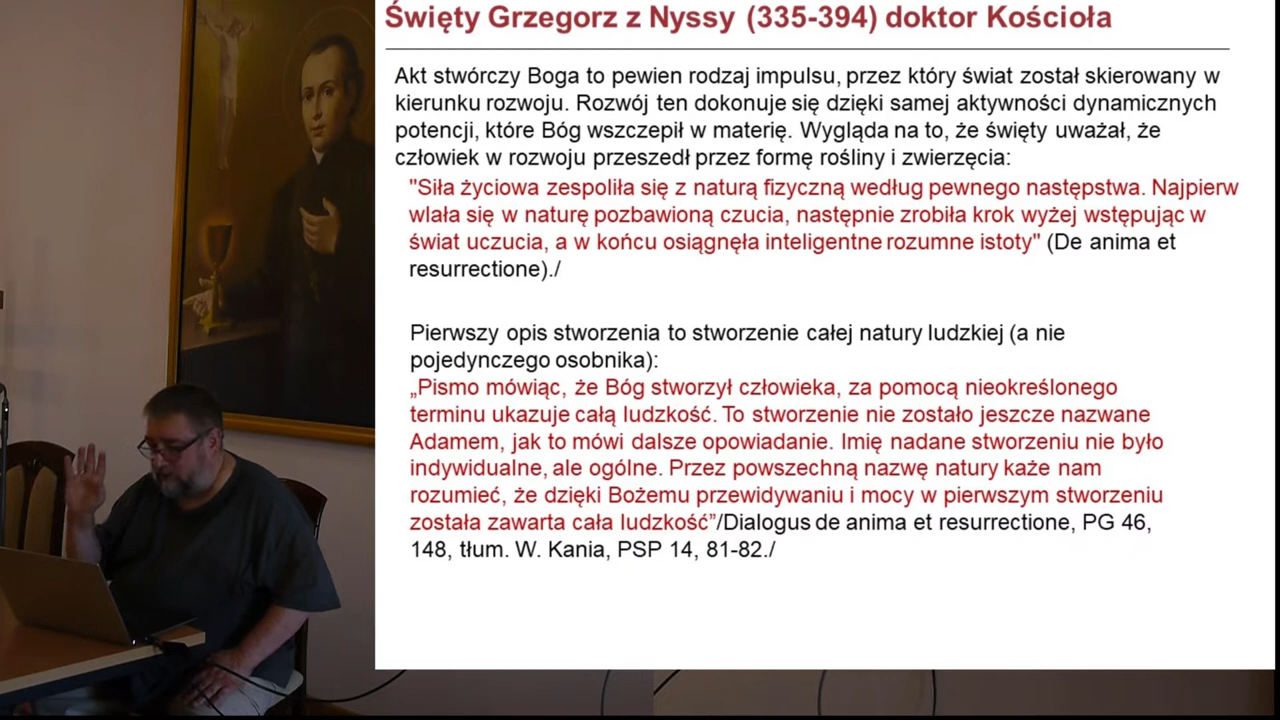 Święty Grzegorz z Nyssy (335-394) doktor Kościoła
Akt stwórczy Boga to pewien rodzaj impulsu, przez który świat został skierowany w
kierunku rozwoju. Rozwój ten dokonuje się dzięki samej aktywności dynamicznych
potencji, które Bóg wszczepił w materię. Wygląda na to, że święty uważał, że
człowiek w rozwoju przeszedł przez formę rośliny i zwierzęcia:
"Siła życiowa zespoliła się z naturą fizyczną według pewnego następstwa. Najpierw
wlała się w naturę pozbawioną czucia, następnie zrobiła krok wyżej wstępując w
świat uczucia, a w końcu osiągnęła inteligentne rozumne istoty" (De anima et
resurrectione)./
Pierwszy opis stworzenia to stworzenie całej natury ludzkiej (a nie
pojedynczego osobnika):
„Pismo mówiąc, że Bóg stworzył człowieka, za pomocą nieokreślonego
terminu ukazuje całą ludzkość. To stworzenie nie zostało jeszcze nazwane
Adamem, jak to mówi dalsze opowiadanie. Imię nadane stworzeniu nie było
indywidualne, ale ogólne. Przez powszechną nazwę natury każe nam
rozumieć, że dzięki Bożemu przewidywaniu i mocy w pierwszym stworzeniu
została zawarta cała ludzkość”/Dialogus de anima et resurrectione, PG 46,
148, tłum. W. Kania, PSP 14, 81-82./